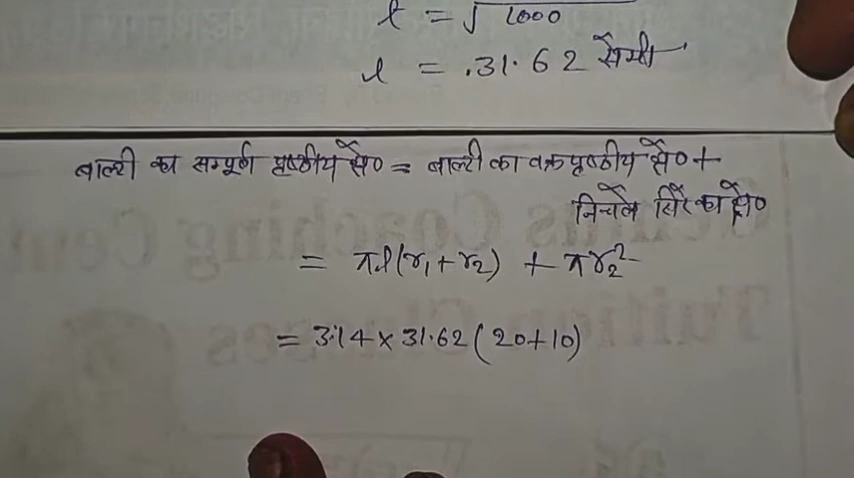 l = √1000
l = .31.62 सेमी
बाल्टी का सम्पूर्ण पृष्ठीय क्षे० = बाल्टी का वक्रपृष्ठीय क्षे० +
निचले सिरे का क्षे०
= πl(r₁+r₂) + πr₂²
= 3.14 × 31.62 (20+10)